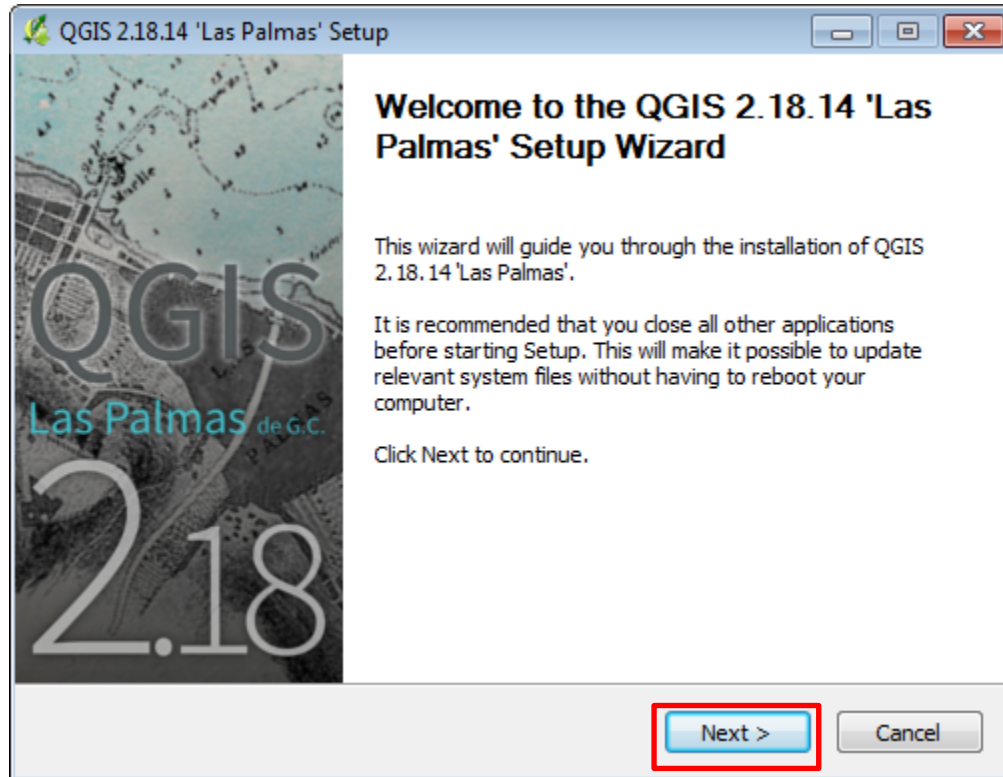 QGIS 2.18.14 'Las Palmas' Setup
Welcome to the QGIS 2.18.14 'Las
Palmas' Setup Wizard
This wizard will guide you through the installation of QGIS
2.18.14 'Las Palmas'.
It is recommended that you close all other applications
before starting Setup. This will make it possible to update
relevant system files without having to reboot your
computer.
Click Next to continue.
QGIS
Las Palmas de G.C.
2.18
Next >
Cancel